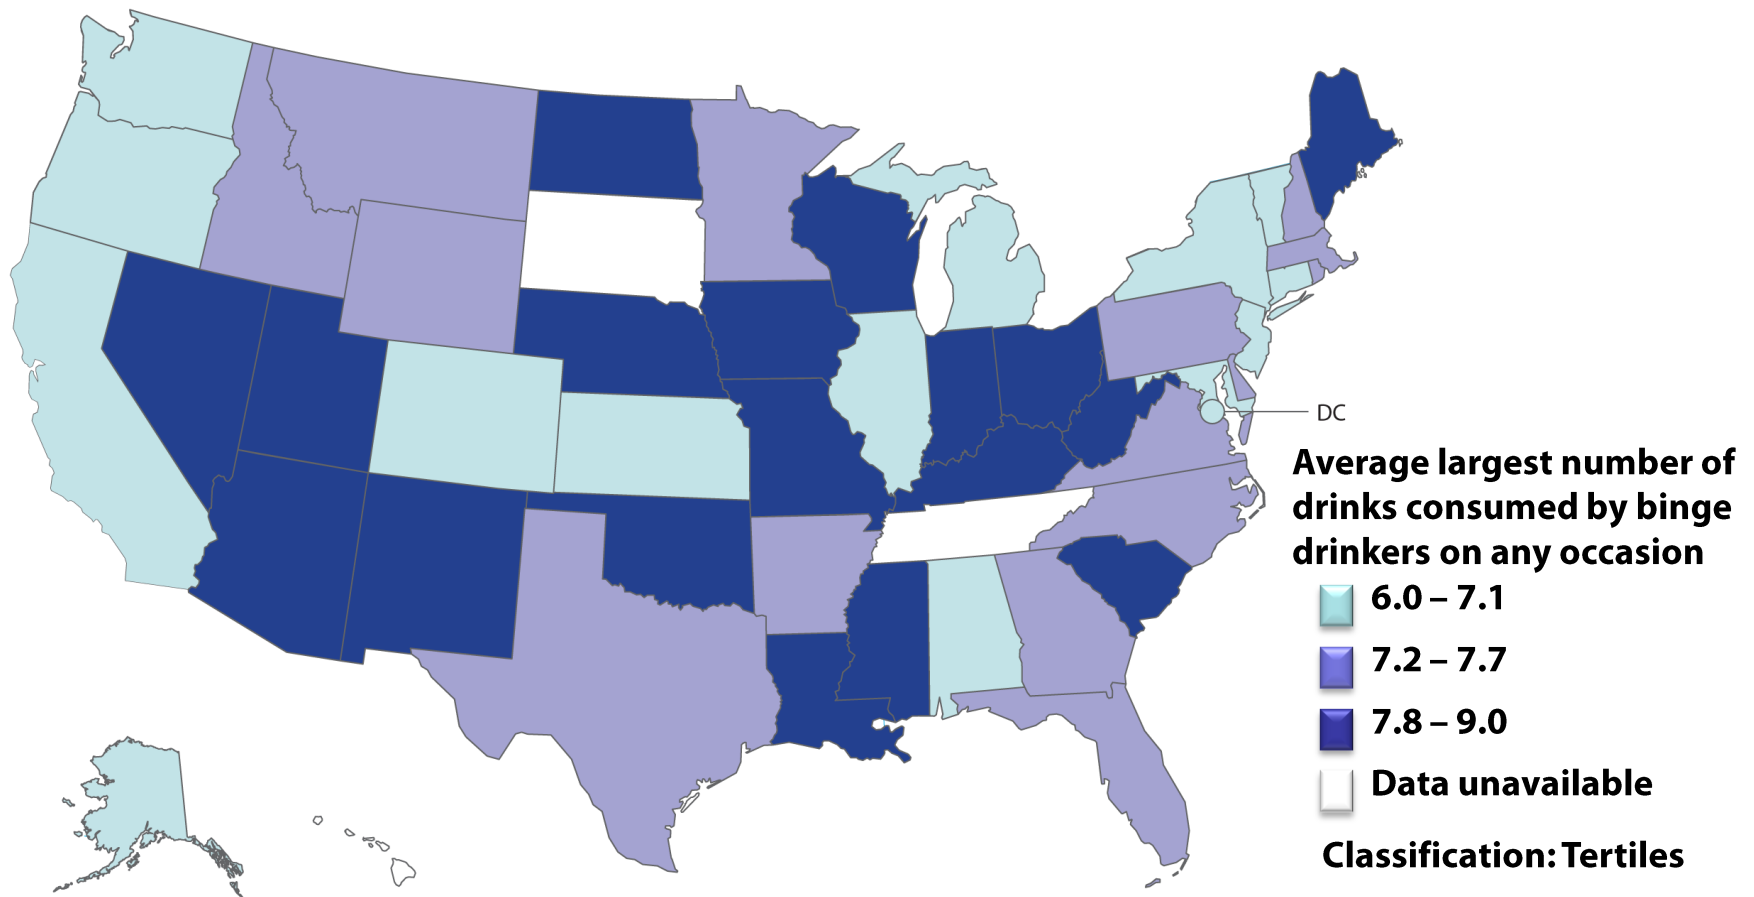 DC
Average largest number of
drinks consumed by binge
drinkers on any occasion
6.0 – 7.1
7.2 – 7.7
7.8 – 9.0
Data unavailable
Classification: Tertiles